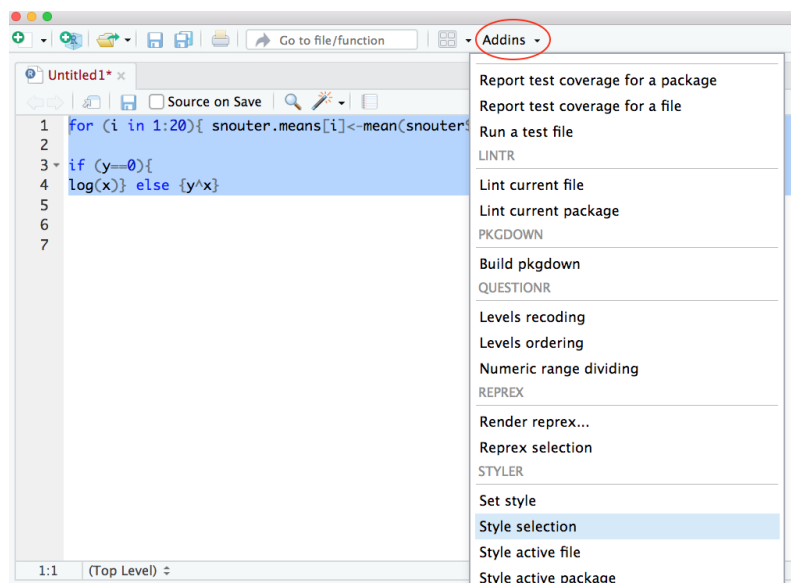 Go to file/function
Addins
Untitled1*
Source on Save
1 for (i in 1:20){ snouter.means[i]<-mean(snouter$
2
3 if (y==0){
4 log(x)} else {y^x}
5
6
7
Report test coverage for a package
Report test coverage for a file
Run a test file
LINTR
Lint current file
Lint current package
PKGDOWN
Build pkgdown
QUESTIONR
Levels recoding
Levels ordering
Numeric range dividing
REPREX
Render reprex...
Reprex selection
STYLER
Set style
Style selection
Style active file
Style active package
1:1 (Top Level)